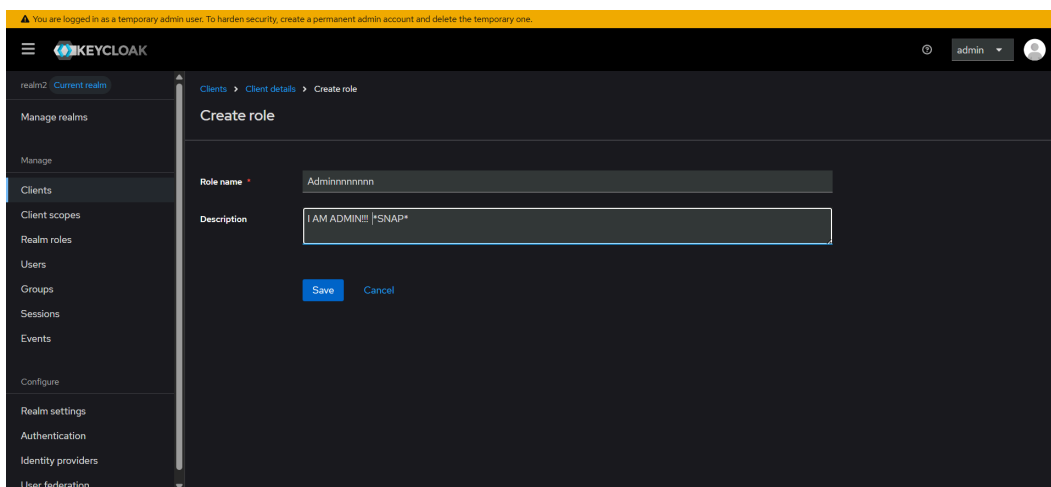 You are logged in as a temporary admin user. To harden security, create a permanent admin account and delete the temporary one.
KEYCLOAK
admin
realm2 Current realm
Clients > Client details > Create role
Manage realms
Create role
Manage
Role name *
Adminnnnnnn
Clients
Client scopes
Description
I AM ADMIN!!! *SNAP*
Realm roles
Users
Groups
Save
Cancel
Sessions
Events
Configure
Realm settings
Authentication
Identity providers
User federation